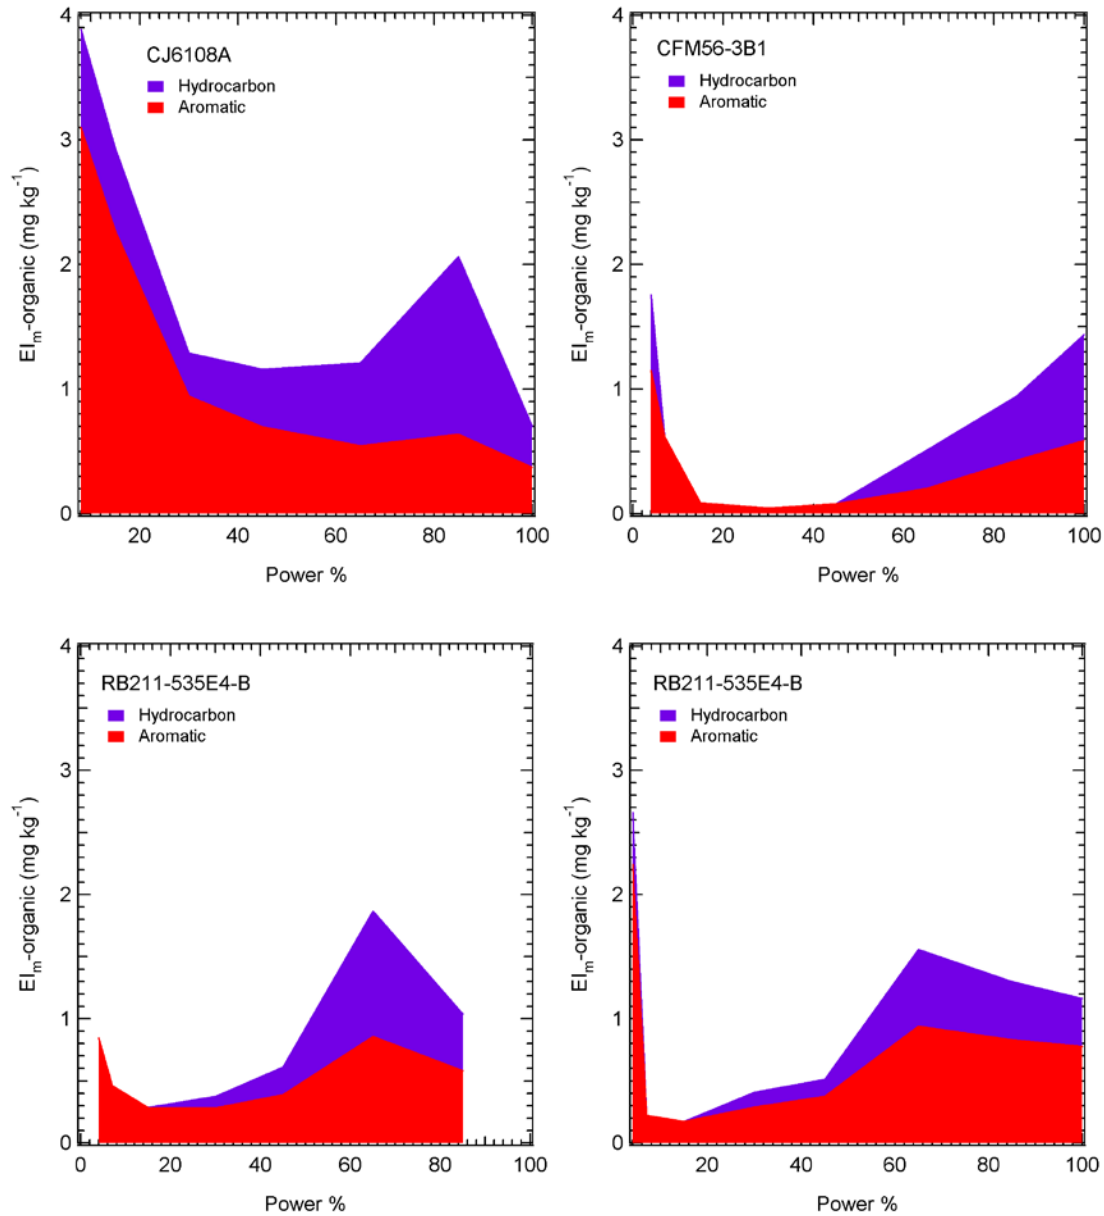 CJ6108A
Hydrocarbon
Aromatic
EIm-organic (mg kg-1)
4
3
2
1
0
20 40 60 80 100
Power %
CFM56-3B1
Hydrocarbon
Aromatic
EIm-organic (mg kg-1)
4
3
2
1
0
0 20 40 60 80 100
Power %
RB211-535E4-B
Hydrocarbon
Aromatic
EIm-organic (mg kg-1)
4
3
2
1
0
0 20 40 60 80 100
Power %
RB211-535E4-B
Hydrocarbon
Aromatic
EIm-organic (mg kg-1)
4
3
2
1
0
20 40 60 80 100
Power %